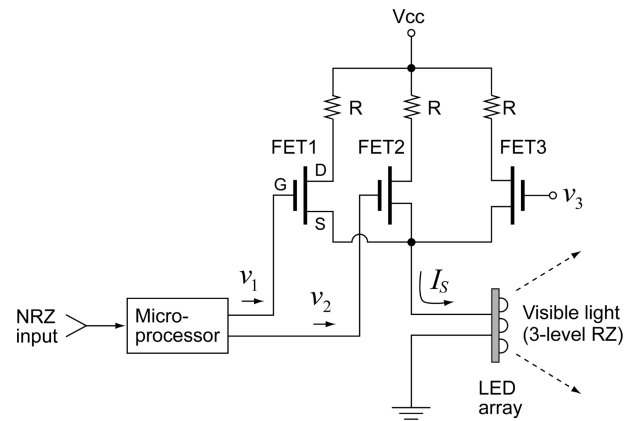 Vcc
R
R
R
FET1
FET2
FET3
D
G
S
v3
v1
v2
IS
NRZ
input
Micro-
processor
Visible light
(3-level RZ)
LED
array